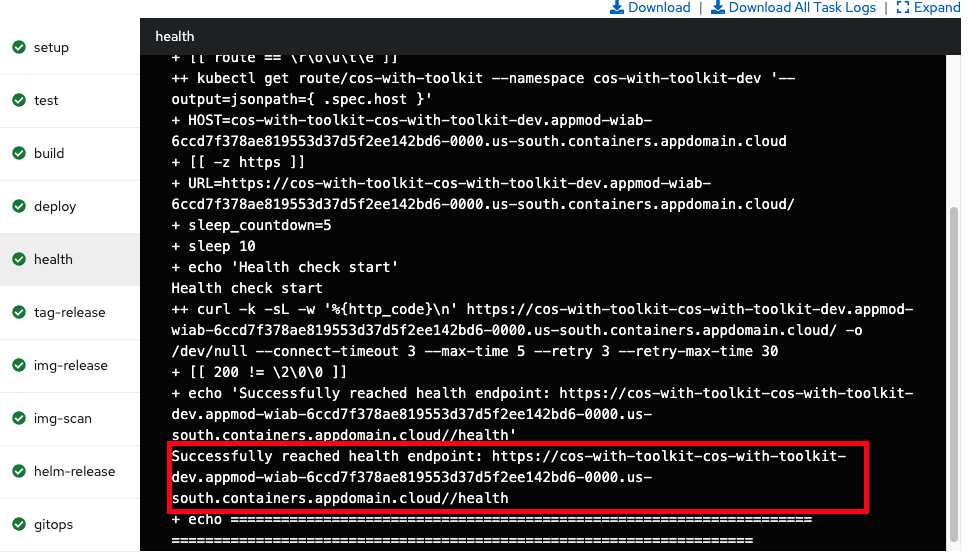 Download | Download All Task Logs | Expand
setup
test
build
deploy
health
tag-release
img-release
img-scan
helm-release
gitops
health
+ [[ route == \r\o\u\t\e ]]
++ kubectl get route/cos-with-toolkit --namespace cos-with-toolkit-dev '--
output=jsonpath={ .spec.host }'
+ HOST=cos-with-toolkit-cos-with-toolkit-dev.appmod-wiab-
6ccd7f378ae819553d37d5f2ee142bd6-0000.us-south.containers.appdomain.cloud
+ [[ -z https ]]
+ URL=https://cos-with-toolkit-cos-with-toolkit-dev.appmod-wiab-
6ccd7f378ae819553d37d5f2ee142bd6-0000.us-south.containers.appdomain.cloud/
+ sleep_countdown=5
+ sleep 10
+ echo 'Health check start'
Health check start
++ curl -k -sL -w '%{http_code}\n' https://cos-with-toolkit-cos-with-toolkit-dev.appmod-
wiab-6ccd7f378ae819553d37d5f2ee142bd6-0000.us-south.containers.appdomain.cloud/ -o
/dev/null --connect-timeout 3 --max-time 5 --retry 3 --retry-max-time 30
+ [[ 200 != \2\0\0 ]]
+ echo 'Successfully reached health endpoint: https://cos-with-toolkit-cos-with-toolkit-
dev.appmod-wiab-6ccd7f378ae819553d37d5f2ee142bd6-0000.us-
south.containers.appdomain.cloud//health'
Successfully reached health endpoint: https://cos-with-toolkit-cos-with-toolkit-
dev.appmod-wiab-6ccd7f378ae819553d37d5f2ee142bd6-0000.us-
south.containers.appdomain.cloud//health
+ echo =====================================================================
=====================================================================